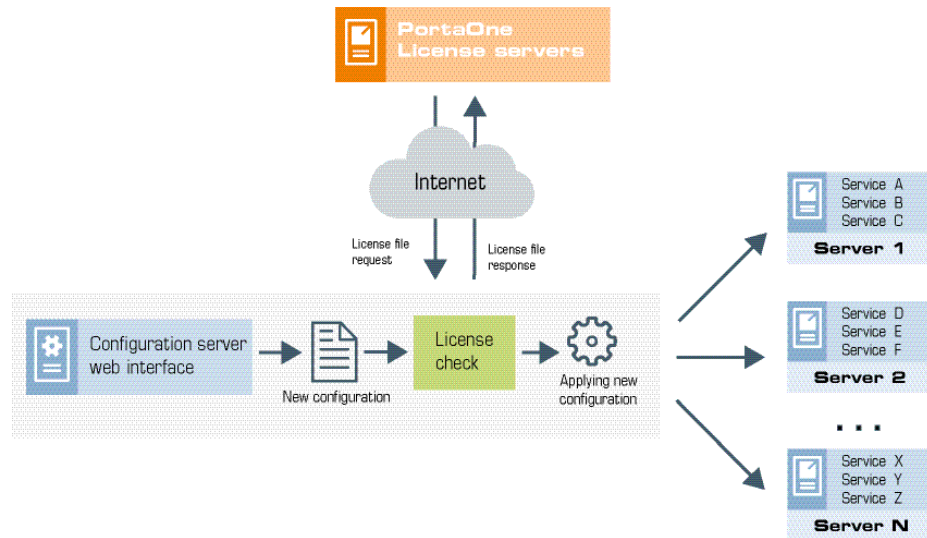 PortaOne
License servers
Internet
License file
request
License file
response
Configuration server
web interface
New configuration
License
check
Applying new
configuration
Service A
Service B
Service C
Server 1
Service D
Service E
Service F
Server 2
...
Service X
Service Y
Service Z
Server N